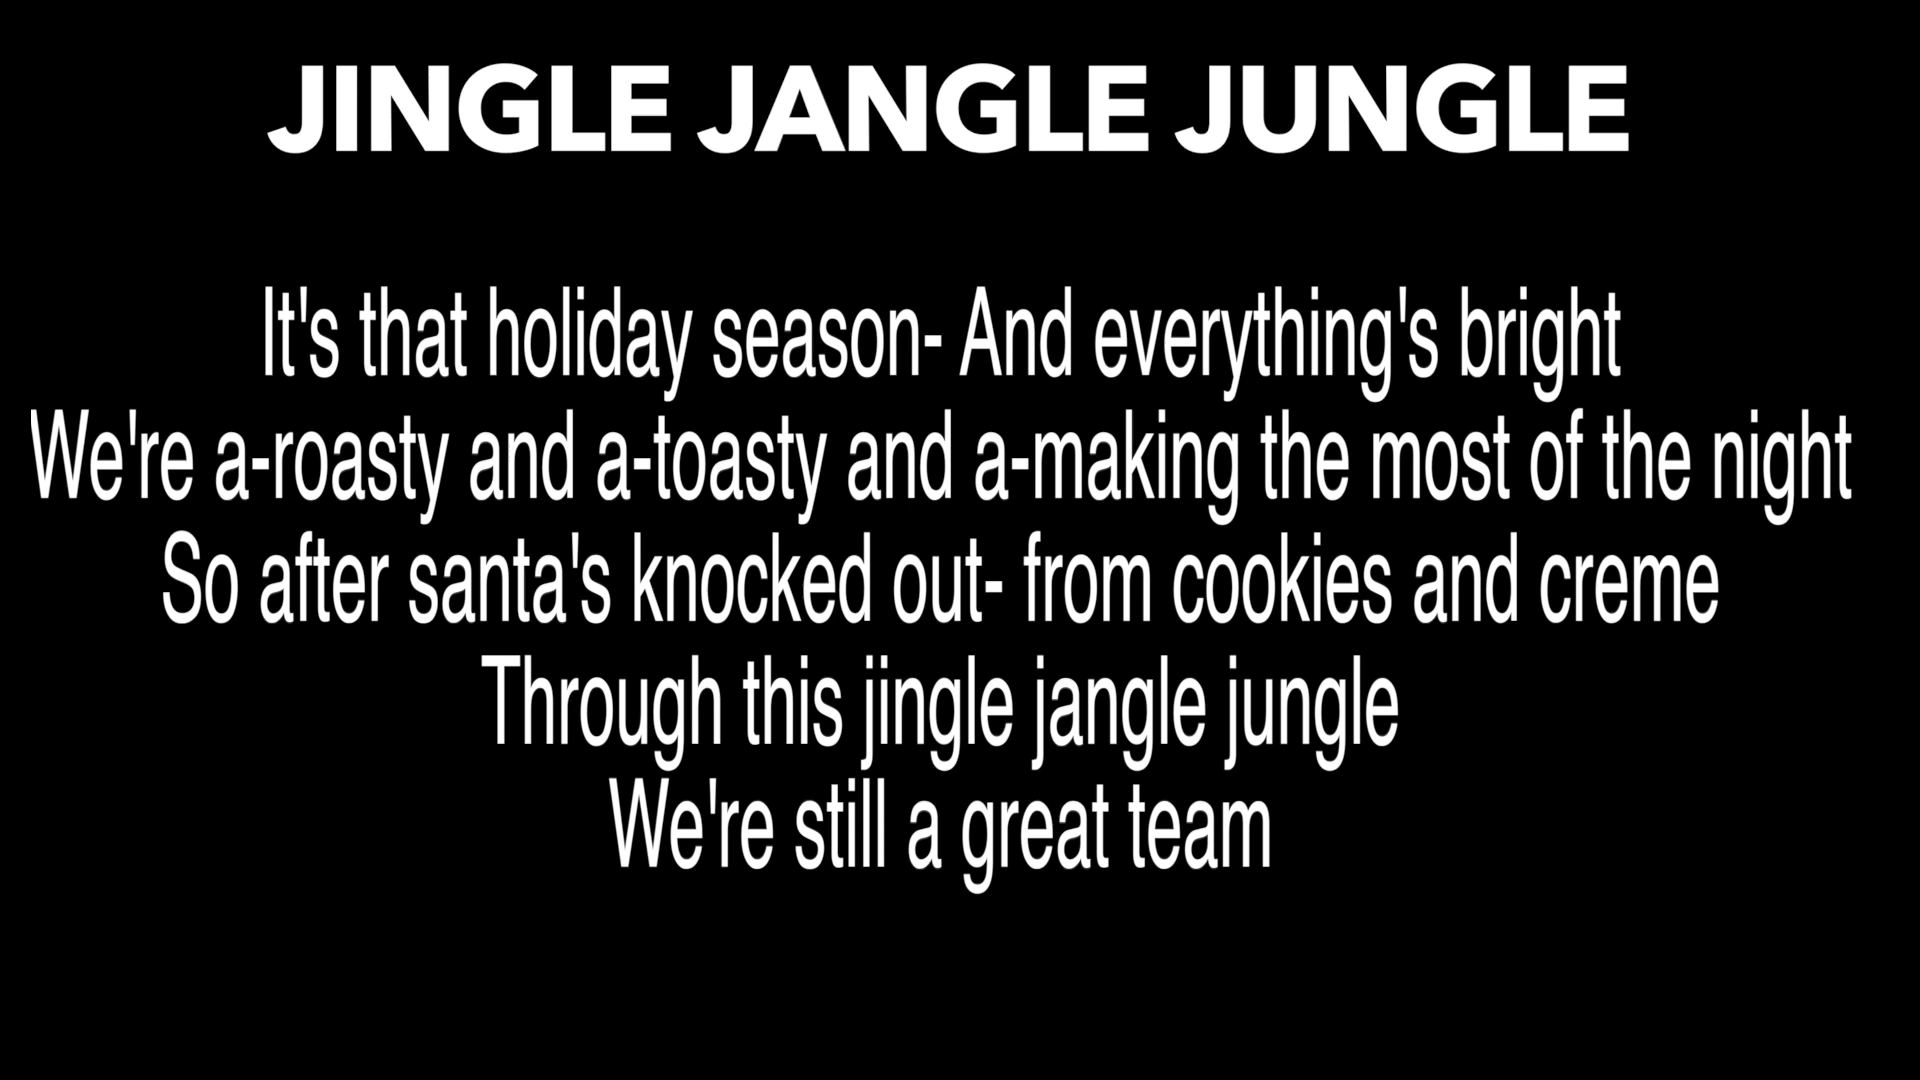 JINGLE JANGLE JUNGLE
It's that holiday season- And everything's bright
We're a-roasty and a-toasty and a-making the most of the night
So after santa's knocked out- from cookies and creme
Through this jingle jangle jungle
We're still a great team